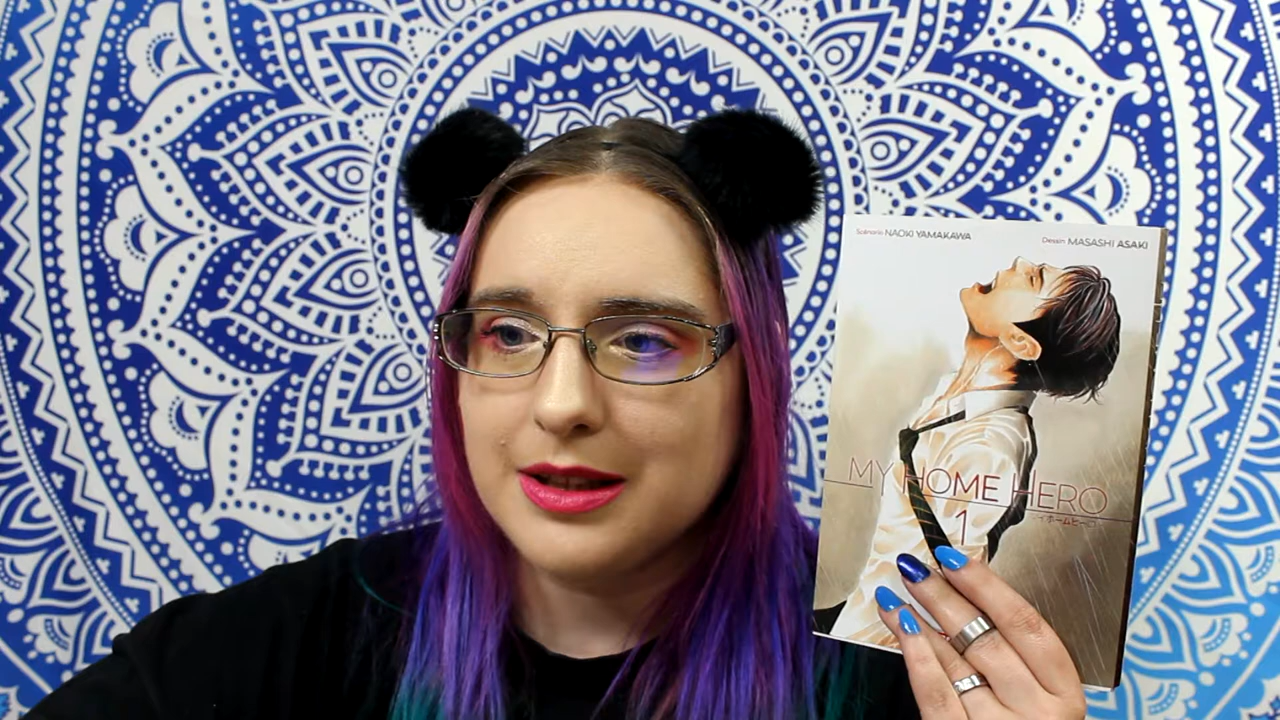 Scénario NAOKI YAMAKAWA
Dessin MASASHI ASAKI
MY HOME HERO
1
マイホームヒーロー